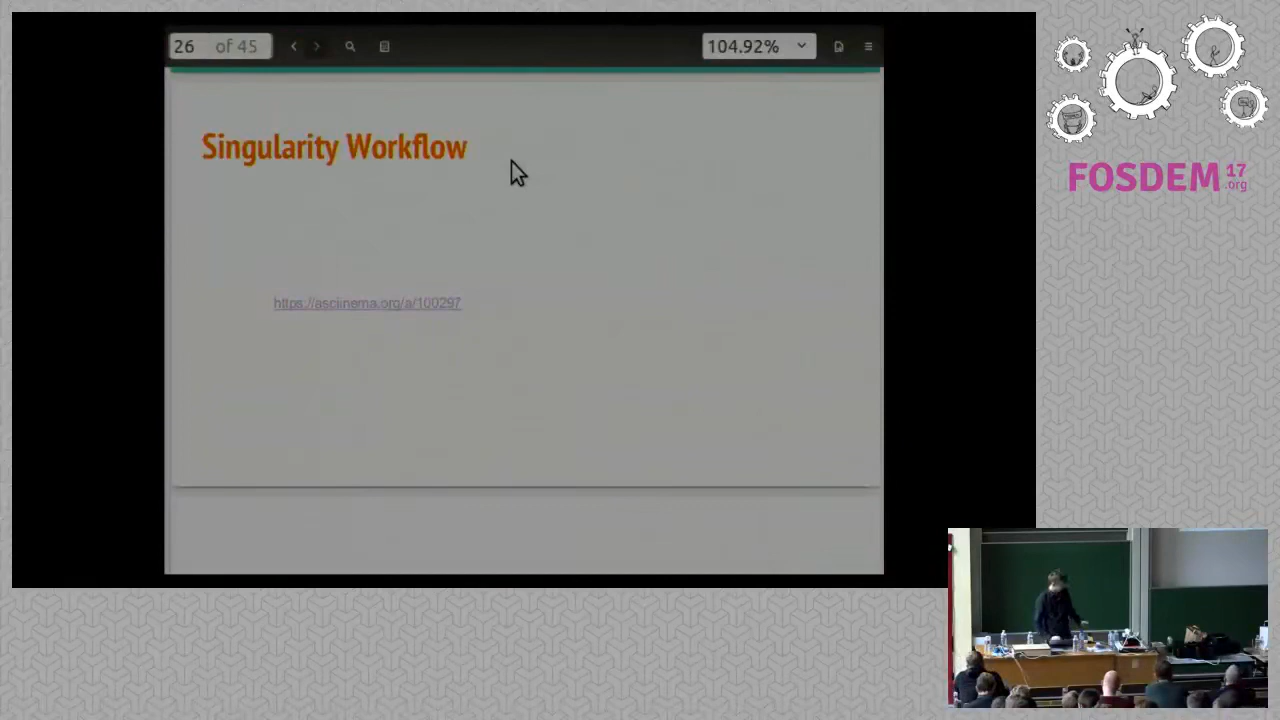 26 of 45
104.92%
Singularity Workflow
https://asciinema.org/a/100297
FOSDEM 17
.org